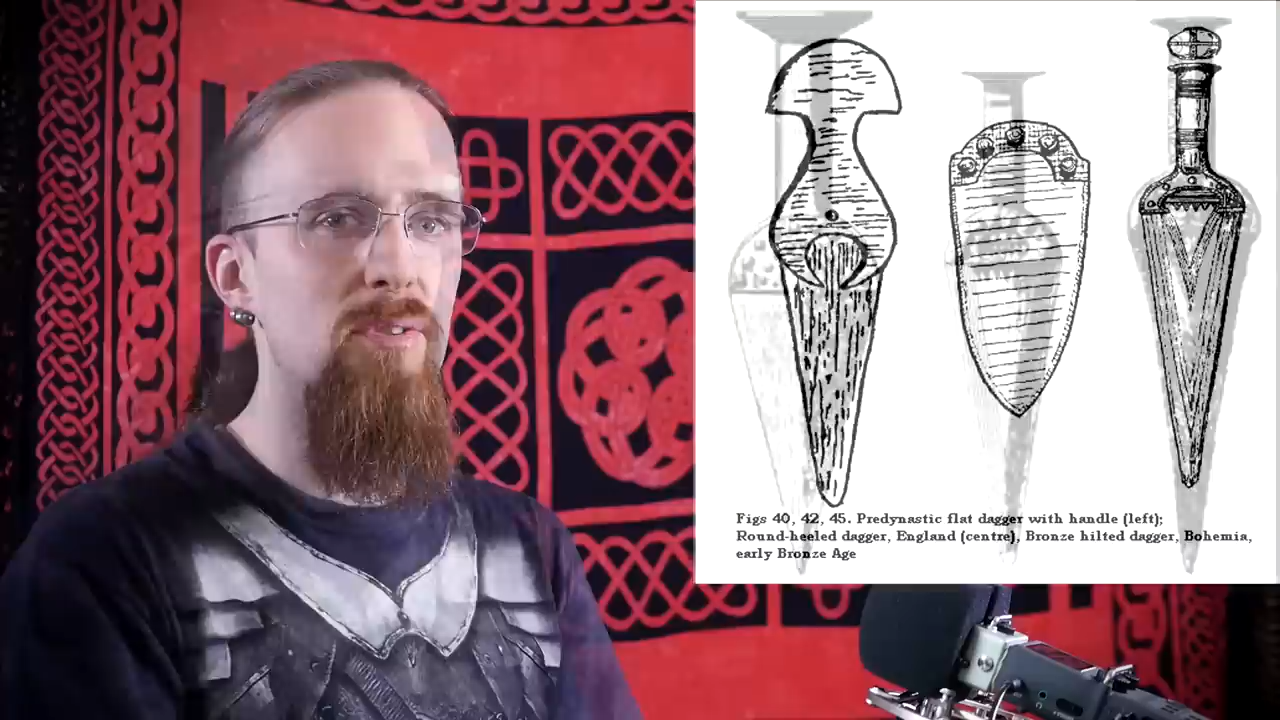 Figs 40, 42, 45. Predynastic flat dagger with handle (left);
Round-heeled dagger, England (centre), Bronze hilted dagger, Bohemia,
early Bronze Age